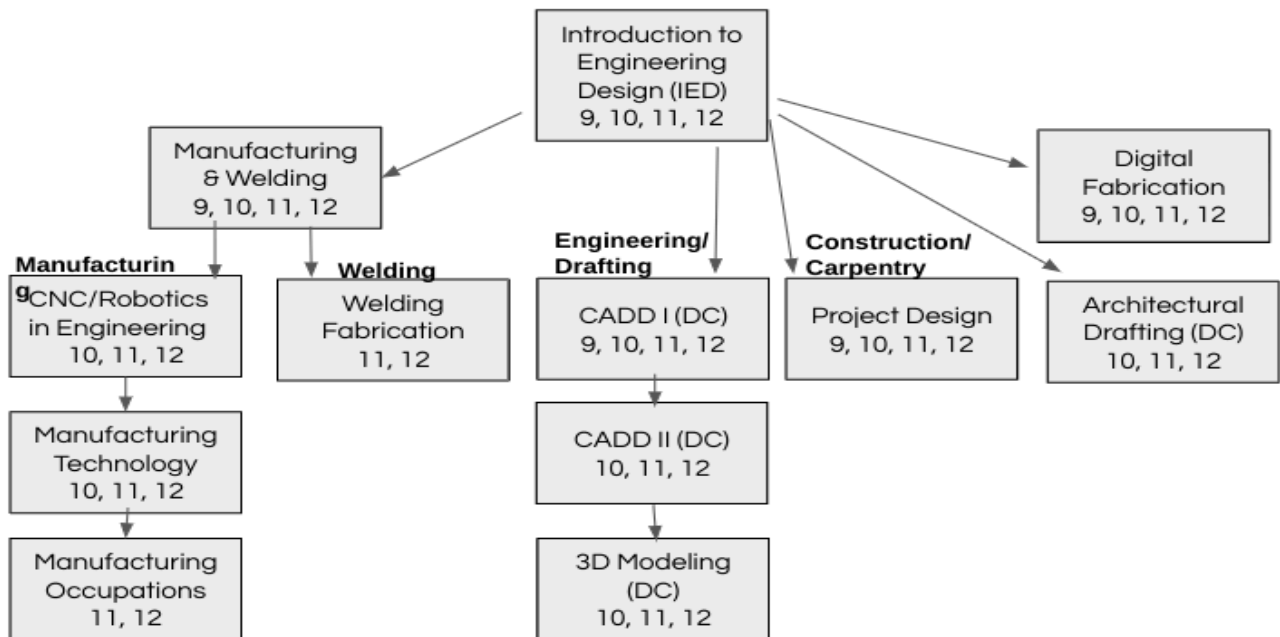 Introduction to
Engineering
Design (IED)
9, 10, 11, 12
Manufacturing
& Welding
9, 10, 11, 12
Digital
Fabrication
9, 10, 11, 12
Manufacturin
g
CNC/Robotics
in Engineering
10, 11, 12
Welding
Welding
Fabrication
11, 12
Engineering/
Drafting
CADD I (DC)
9, 10, 11, 12
Construction/
Carpentry
Project Design
9, 10, 11, 12
Architectural
Drafting (DC)
10, 11, 12
Manufacturing
Technology
10, 11, 12
CADD II (DC)
10, 11, 12
Manufacturing
Occupations
11, 12
3D Modeling
(DC)
10, 11, 12